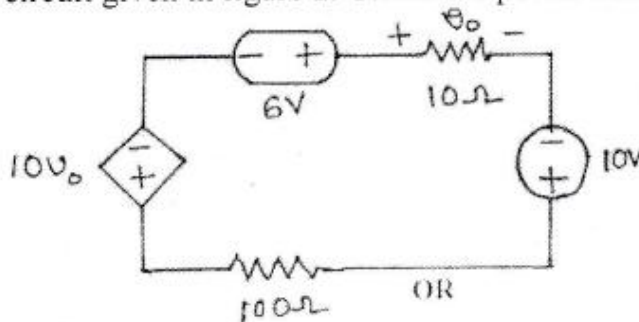 circuit given in figure
+ v₀ −
− +
6V
10Ω
10v₀
−
+
−
+
10V
100Ω
OR